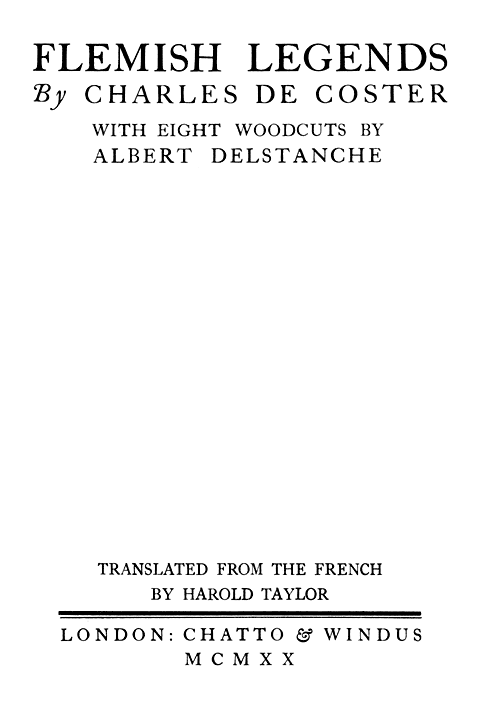 FLEMISH LEGENDS
By CHARLES DE COSTER
WITH EIGHT WOODCUTS BY
ALBERT DELSTANCHE
TRANSLATED FROM THE FRENCH
BY HAROLD TAYLOR
LONDON: CHATTO & WINDUS
MCMXX